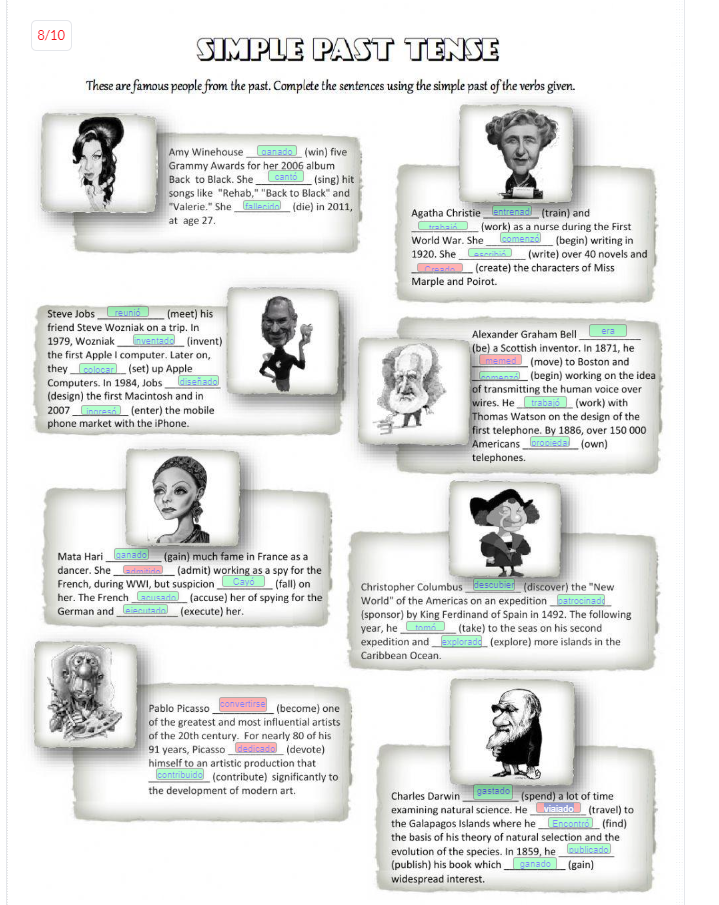 8/10
SIMPLE PAST TENSE
These are famous people from the past. Complete the sentences using the simple past of the verbs given.
Amy Winehouse ganado (win) five
Grammy Awards for her 2006 album
Back to Black. She cantó (sing) hit
songs like "Rehab," "Back to Black" and
"Valerie." She fallecido (die) in 2011,
at age 27.
Agatha Christie entrenad (train) and
trabajó (work) as a nurse during the First
World War. She comenzó (begin) writing in
1920. She escribió (write) over 40 novels and
Creado (create) the characters of Miss
Marple and Poirot.
Steve Jobs reunió (meet) his
friend Steve Wozniak on a trip. In
1979, Wozniak inventado (invent)
the first Apple I computer. Later on,
they colocar (set) up Apple
Computers. In 1984, Jobs diseñado
(design) the first Macintosh and in
2007 ingresó (enter) the mobile
phone market with the iPhone.
Alexander Graham Bell era
(be) a Scottish inventor. In 1871, he
memed (move) to Boston and
comenzó (begin) working on the idea
of transmitting the human voice over
wires. He trabajó (work) with
Thomas Watson on the design of the
first telephone. By 1886, over 150 000
Americans propiedad (own)
telephones.
Mata Hari ganado (gain) much fame in France as a
dancer. She admitido (admit) working as a spy for the
French, during WWI, but suspicion Cayó (fall) on
her. The French acusado (accuse) her of spying for the
German and ejecutado (execute) her.
Christopher Columbus descubier (discover) the "New
World" of the Americas on an expedition patrocinado
(sponsor) by King Ferdinand of Spain in 1492. The following
year, he tomó (take) to the seas on his second
expedition and explorado (explore) more islands in the
Caribbean Ocean.
Pablo Picasso convertirse (become) one
of the greatest and most influential artists
of the 20th century. For nearly 80 of his
91 years, Picasso dedicado (devote)
himself to an artistic production that
contribuido (contribute) significantly to
the development of modern art.
Charles Darwin gastado (spend) a lot of time
examining natural science. He viajado (travel) to
the Galapagos Islands where he Encontró (find)
the basis of his theory of natural selection and the
evolution of the species. In 1859, he publicado
(publish) his book which ganado (gain)
widespread interest.